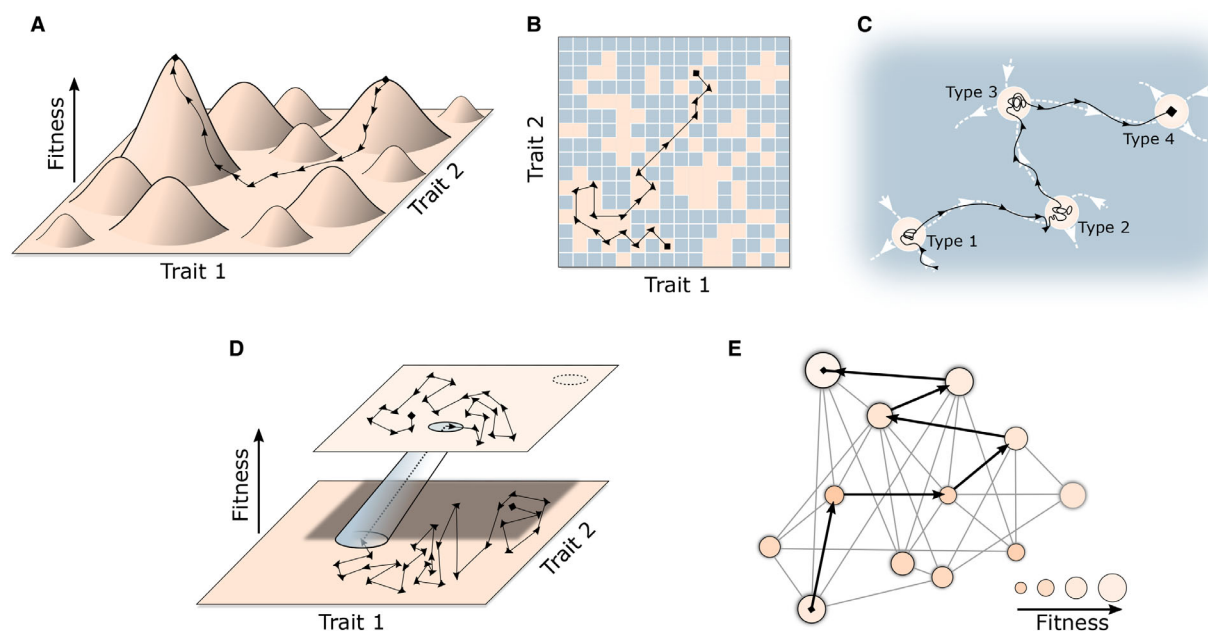 A
Fitness
Trait 1
Trait 2
B
Trait 2
Trait 1
C
Type 3
Type 4
Type 1
Type 2
D
Fitness
Trait 1
Trait 2
E
Fitness